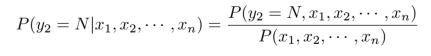 $$P(y_2 = N|x_1, x_2, \cdots, x_n) = \frac{P(y_2 = N, x_1, x_2, \cdots, x_n)}{P(x_1, x_2, \cdots, x_n)}$$